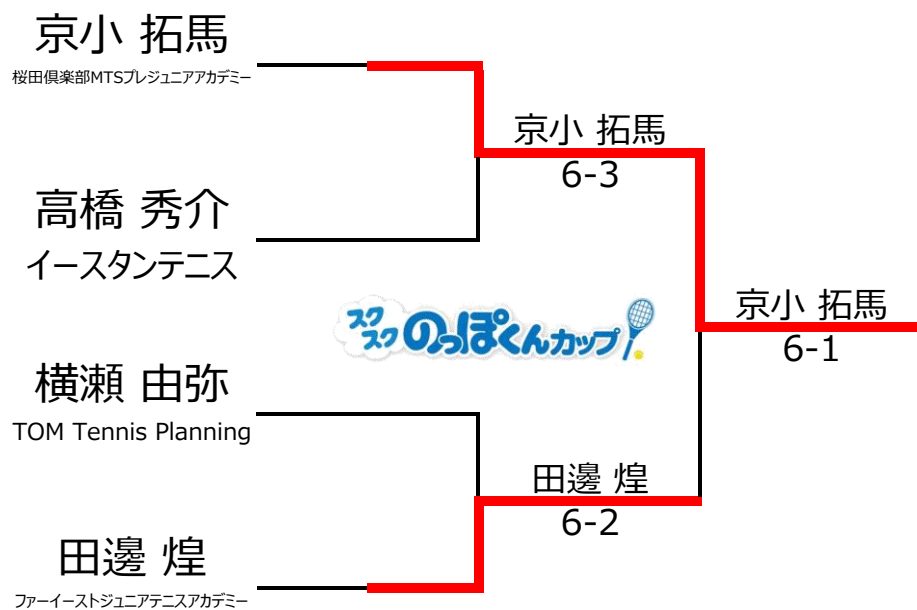 京小 拓馬
桜田倶楽部MTSプレジュニアアカデミー
京小 拓馬
6-3
高橋 秀介
イースタンテニス
スクスク のっぽくんカップ!
京小 拓馬
6-1
横瀬 由弥
TOM Tennis Planning
田邊 煌
6-2
田邊 煌
ファーイーストジュニアテニスアカデミー